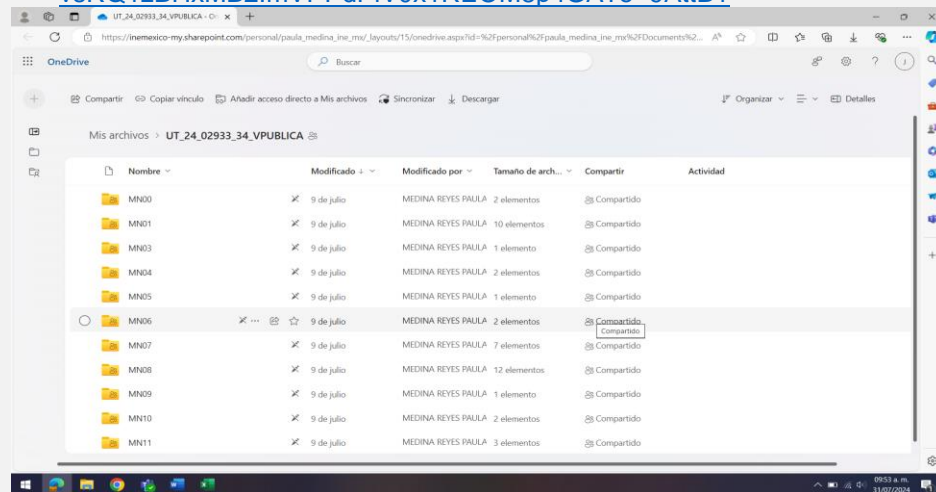 UT_24_02933_34_VPUBLICA - On
https://inemexico-my.sharepoint.com/personal/paula_medina_ine_mx/_layouts/15/onedrive.aspx?id=%2Fpersonal%2Fpaula_medina_ine_mx%2FDocuments%2...
OneDrive
Buscar
Compartir Copiar vínculo Añadir acceso directo a Mis archivos Sincronizar Descargar Organizar Detalles
Mis archivos > UT_24_02933_34_VPUBLICA
Nombre Modificado ↓ Modificado por Tamaño de arch... Compartir Actividad
MN00 9 de julio MEDINA REYES PAULA 2 elementos Compartido
MN01 9 de julio MEDINA REYES PAULA 10 elementos Compartido
MN03 9 de julio MEDINA REYES PAULA 1 elemento Compartido
MN04 9 de julio MEDINA REYES PAULA 2 elementos Compartido
MN05 9 de julio MEDINA REYES PAULA 1 elemento Compartido
MN06 ... 9 de julio MEDINA REYES PAULA 2 elementos Compartido
Compartido
MN07 9 de julio MEDINA REYES PAULA 7 elementos Compartido
MN08 9 de julio MEDINA REYES PAULA 12 elementos Compartido
MN09 9 de julio MEDINA REYES PAULA 1 elemento Compartido
MN10 9 de julio MEDINA REYES PAULA 2 elementos Compartido
MN11 9 de julio MEDINA REYES PAULA 3 elementos Compartido
09:53 a. m.
31/07/2024